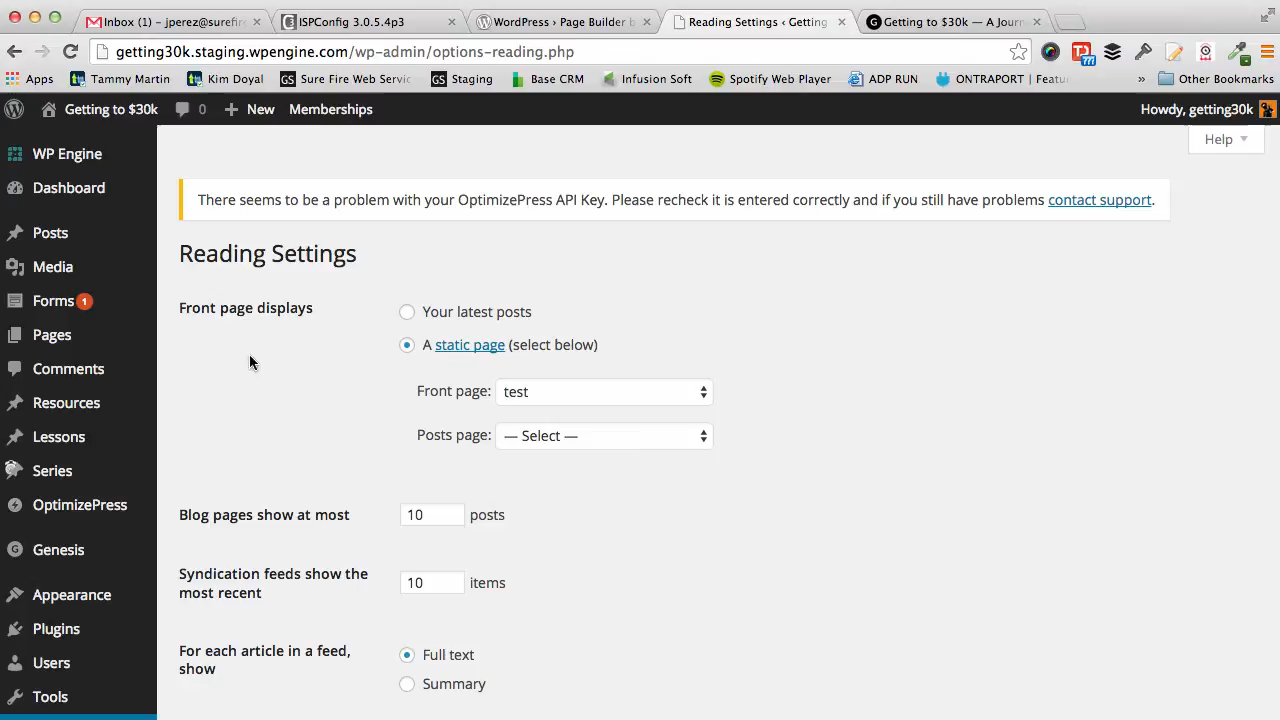 Inbox (1) – jperez@surefire
ISPConfig 3.0.5.4p3
WordPress › Page Builder b
Reading Settings ‹ Getting
Getting to $30k — A Journ
getting30k.staging.wpengine.com/wp-admin/options-reading.php
Apps
Tammy Martin
Kim Doyal
GS Sure Fire Web Servic
GS Staging
Base CRM
Infusion Soft
Spotify Web Player
ADP RUN
ONTRAPORT | Featu
»
Other Bookmarks
Getting to $30k
0
+ New
Memberships
Howdy, getting30k
Help
WP Engine
Dashboard
Posts
Media
Forms 1
Pages
Comments
Resources
Lessons
Series
OptimizePress
Genesis
Appearance
Plugins
Users
Tools
There seems to be a problem with your OptimizePress API Key. Please recheck it is entered correctly and if you still have problems contact support.
Reading Settings
Front page displays
Your latest posts
A static page (select below)
Front page: test
Posts page: — Select —
Blog pages show at most
10 posts
Syndication feeds show the
most recent
10 items
For each article in a feed,
show
Full text
Summary